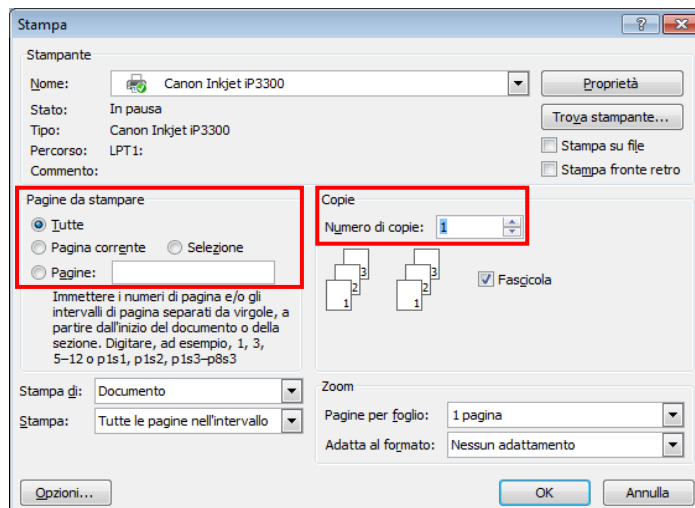 Stampa
Stampante
Nome: Canon Inkjet iP3300
Proprietà
Stato: In pausa
Trova stampante...
Tipo: Canon Inkjet iP3300
Percorso: LPT1:
Stampa su file
Commento:
Stampa fronte retro
Pagine da stampare
Tutte
Pagina corrente Selezione
Pagine:
Immettere i numeri di pagina e/o gli
intervalli di pagina separati da virgole, a
partire dall'inizio del documento o della
sezione. Digitare, ad esempio, 1, 3,
5–12 o p1s1, p1s2, p1s3–p8s3
Copie
Numero di copie: 1
3 3
2 2
1 1
Fascicola
Stampa di: Documento
Stampa: Tutte le pagine nell'intervallo
Zoom
Pagine per foglio: 1 pagina
Adatta al formato: Nessun adattamento
Opzioni...
OK
Annulla